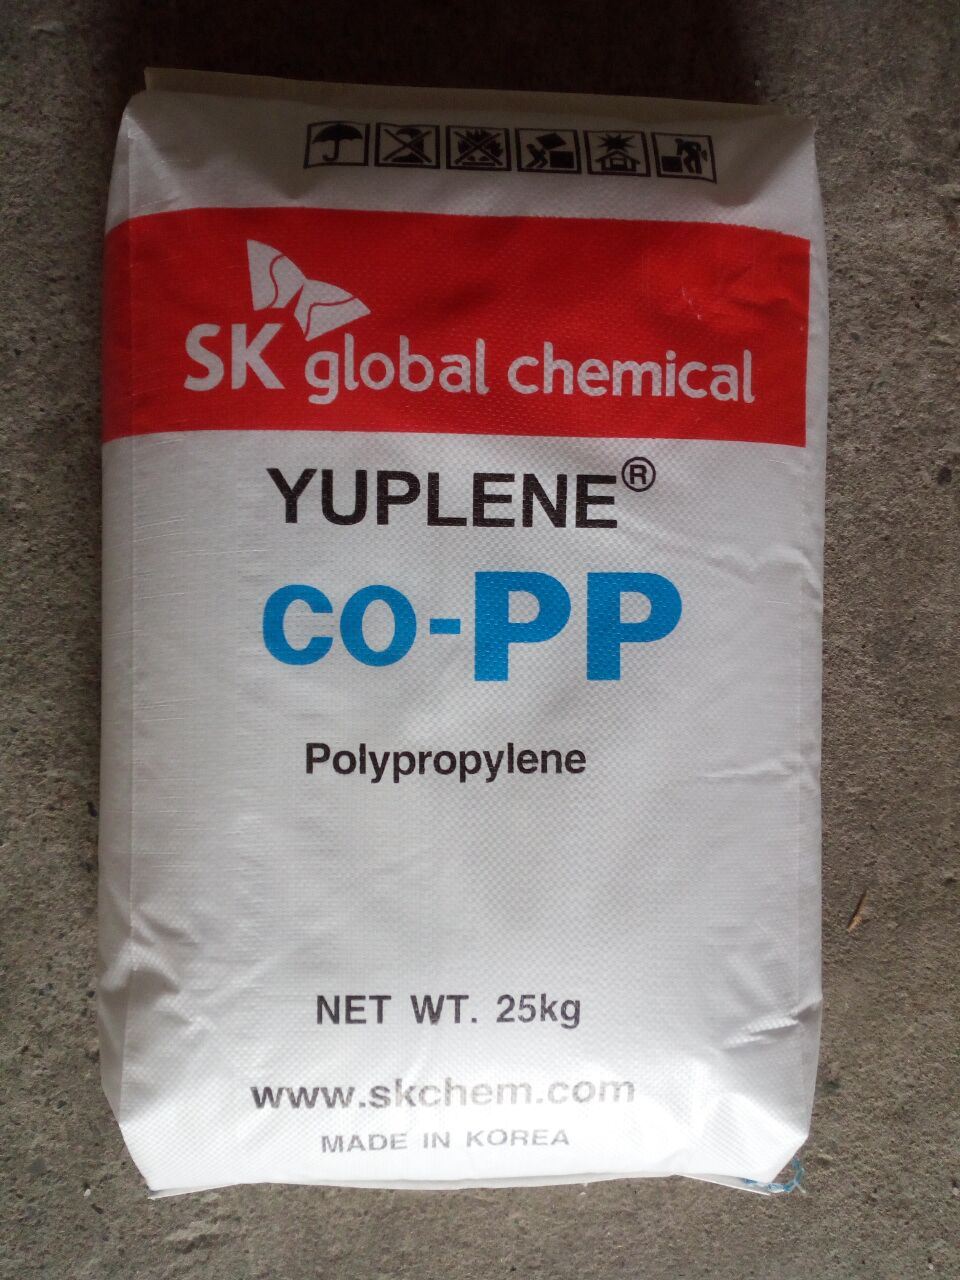 SK global chemical
YUPLENE®
CO-PP
Polypropylene
NET WT. 25kg
www.skchem.com
MADE IN KOREA